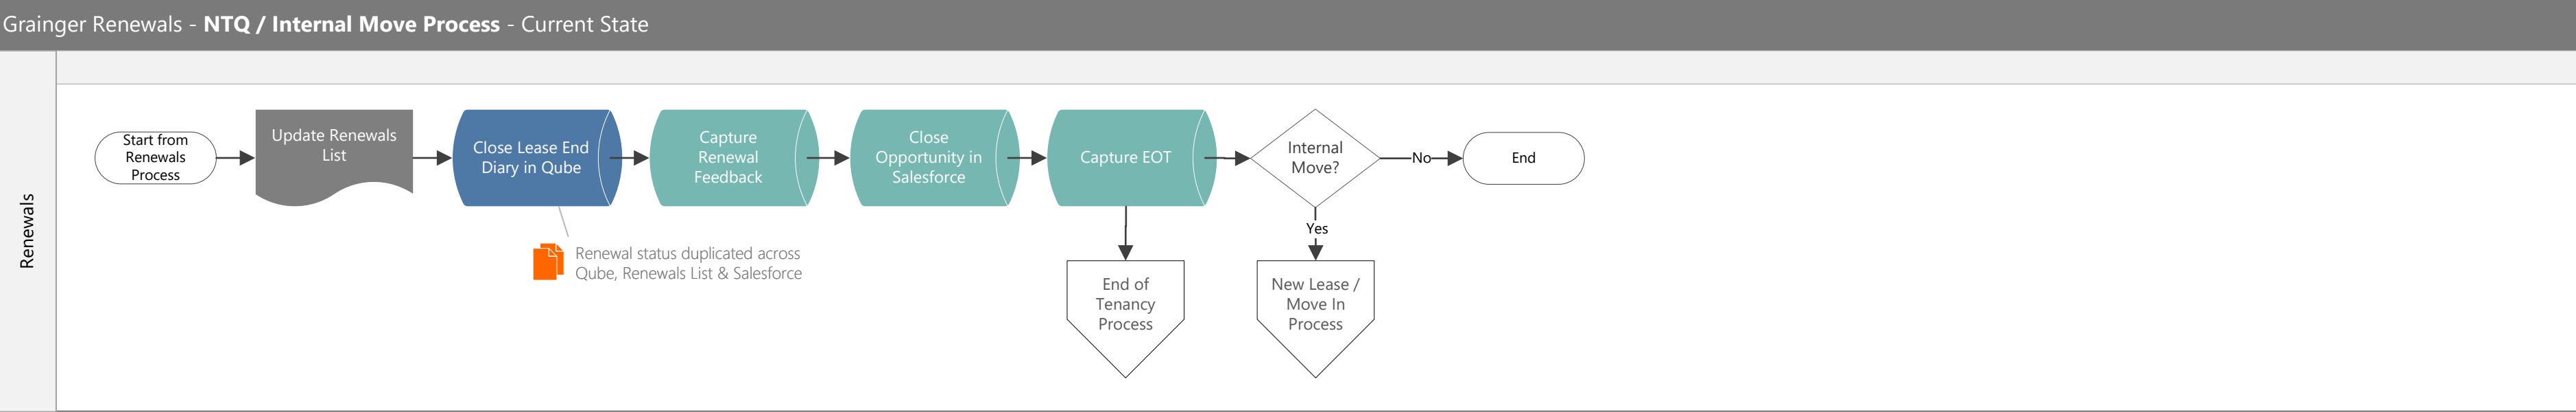 Grainger Renewals - NTQ / Internal Move Process - Current State
Renewals
Start from
Renewals
Process
Update Renewals
List
Close Lease End
Diary in Qube
Capture
Renewal
Feedback
Close
Opportunity in
Salesforce
Capture EOT
Internal
Move?
No
End
Yes
Renewal status duplicated across
Qube, Renewals List & Salesforce
End of
Tenancy
Process
New Lease /
Move In
Process